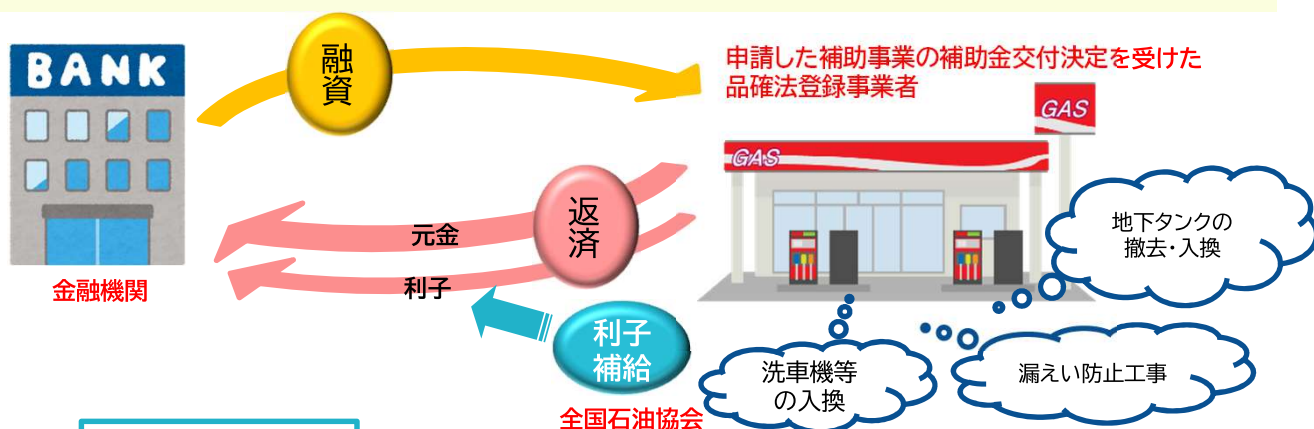 BANK
融
資
申請した補助事業の補助金交付決定を受けた
品確法登録事業者
GAS
GAS
返
済
元金
利子
金融機関
利子
補給
全国石油協会
地下タンクの
撤去・入換
洗車機等
の入換
漏えい防止工事